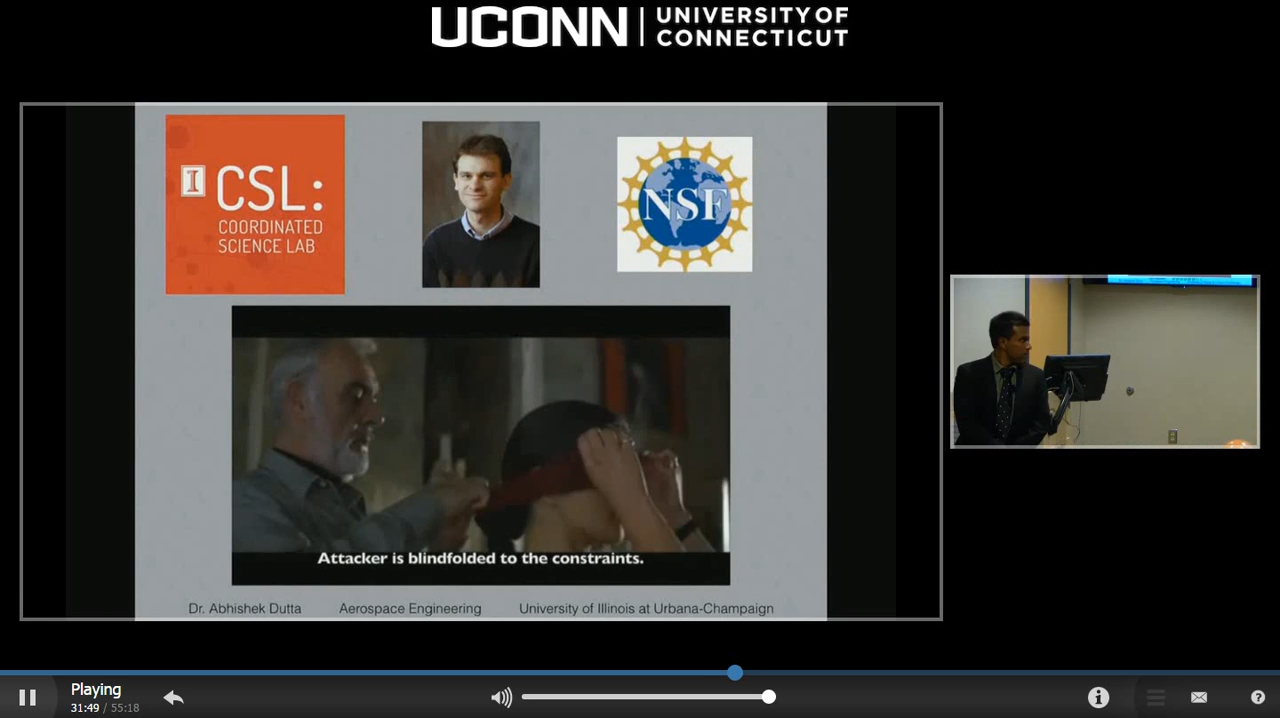 UCONN
UNIVERSITY OF
CONNECTICUT
I
CSL:
COORDINATED
SCIENCE LAB
NSF
Attacker is blindfolded to the constraints.
Dr. Abhishek Dutta Aerospace Engineering University of Illinois at Urbana-Champaign
Playing
31:49 / 55:18